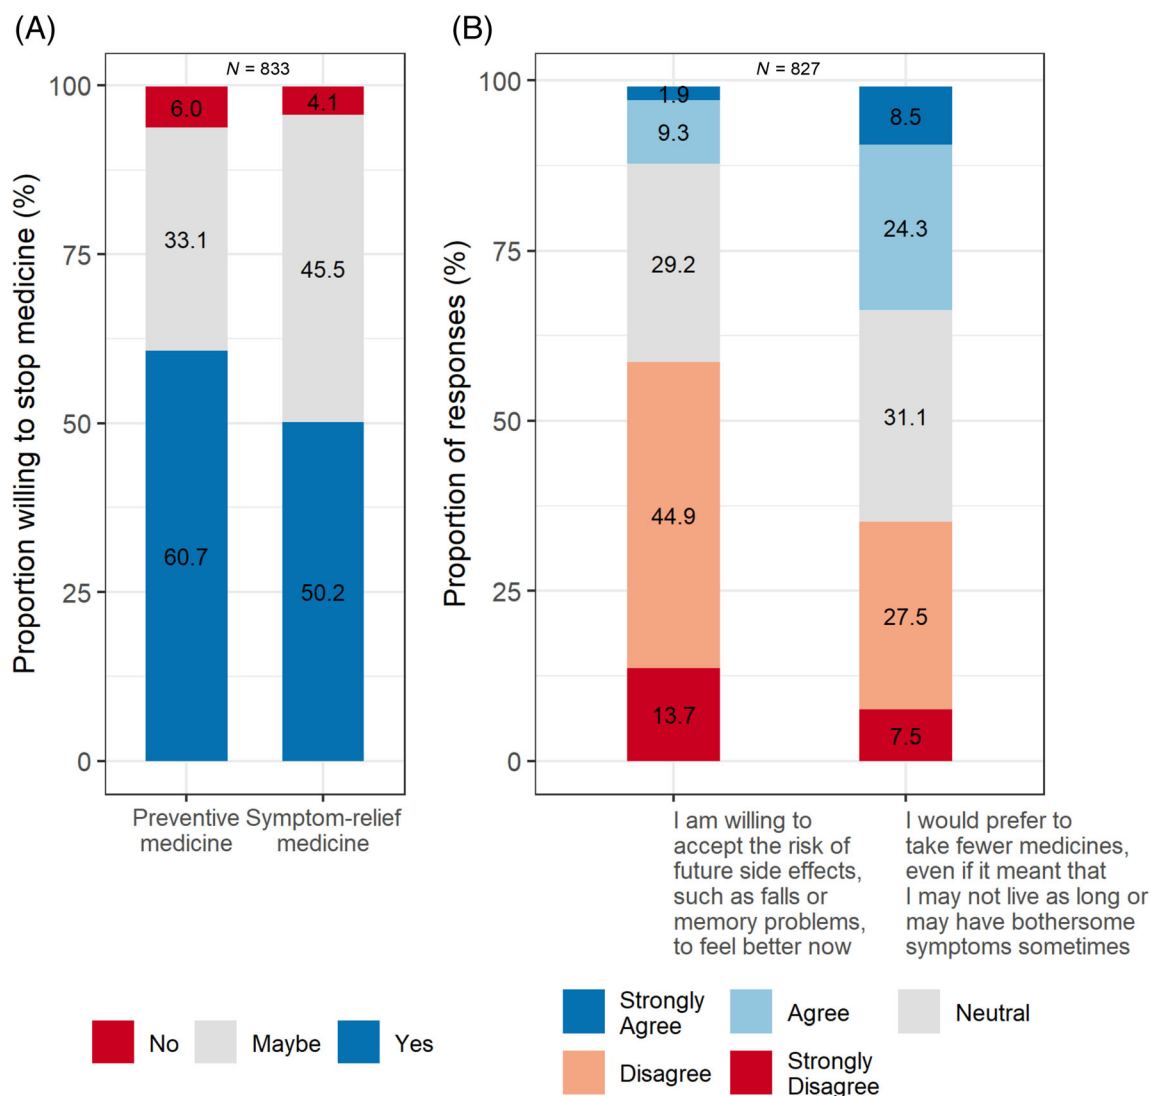 (A)
(B)
Proportion willing to stop medicine (%)
N = 833
100
75
50
25
0
6.0
4.1
33.1
45.5
60.7
50.2
Preventive medicine
Symptom-relief medicine
No
Maybe
Yes
Proportion of responses (%)
N = 827
100
75
50
25
0
1.9
8.5
9.3
24.3
29.2
31.1
44.9
27.5
13.7
7.5
I am willing to
accept the risk of
future side effects,
such as falls or
memory problems,
to feel better now
I would prefer to
take fewer medicines,
even if it meant that
I may not live as long or
may have bothersome
symptoms sometimes
Strongly
Agree
Agree
Neutral
Disagree
Strongly
Disagree